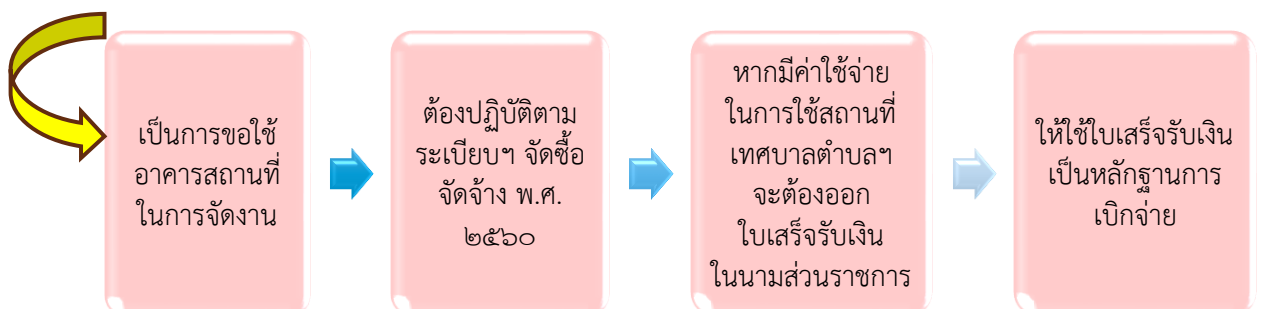 เป็นการขอใช้
อาคารสถานที่
ในการจัดงาน
ต้องปฏิบัติตาม
ระเบียบฯ จัดซื้อ
จัดจ้าง พ.ศ.
๒๕๖๐
หากมีค่าใช้จ่าย
ในการใช้สถานที่
เทศบาลตำบลฯ
จะต้องออก
ใบเสร็จรับเงิน
ในนามส่วนราชการ
ให้ใช้ใบเสร็จรับเงิน
เป็นหลักฐานการ
เบิกจ่าย